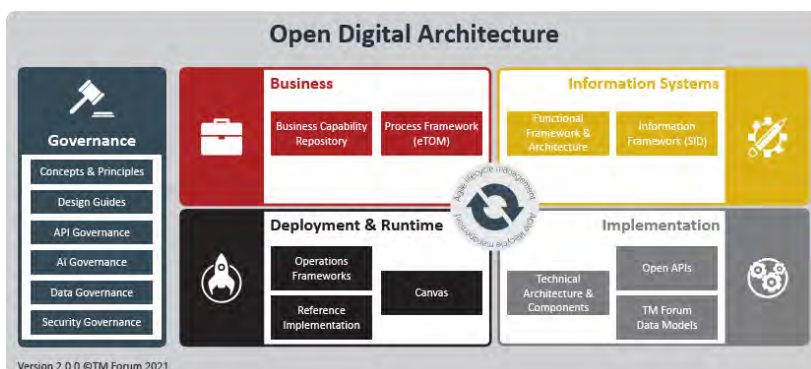 Open Digital Architecture
Governance
Concepts & Principles
Design Guides
API Governance
AI Governance
Data Governance
Security Governance
Business
Business Capability
Repository
Process Framework
(eTOM)
Information Systems
Functional
Framework &
Architecture
Information
Framework (SID)
Agile lifecycle management
Agile lifecycle management
Deployment & Runtime
Operations
Frameworks
Reference
Implementation
Canvas
Implementation
Technical
Architecture &
Components
Open APIs
TM Forum
Data Models
Version 2.0.0 ©TM Forum 2021